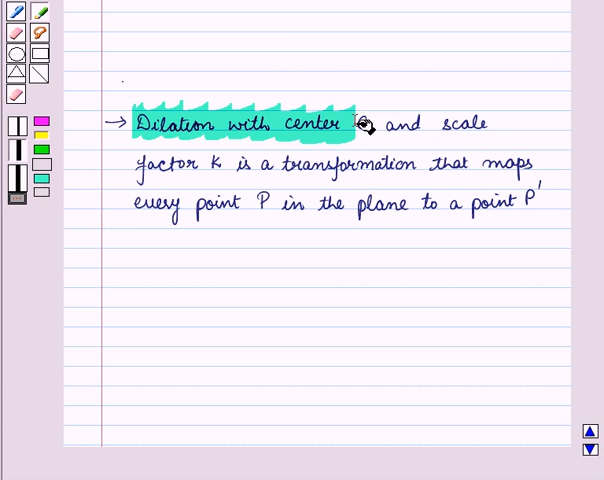 → Dilation with center and scale
factor K is a transformation that maps
every point P in the plane to a point P'